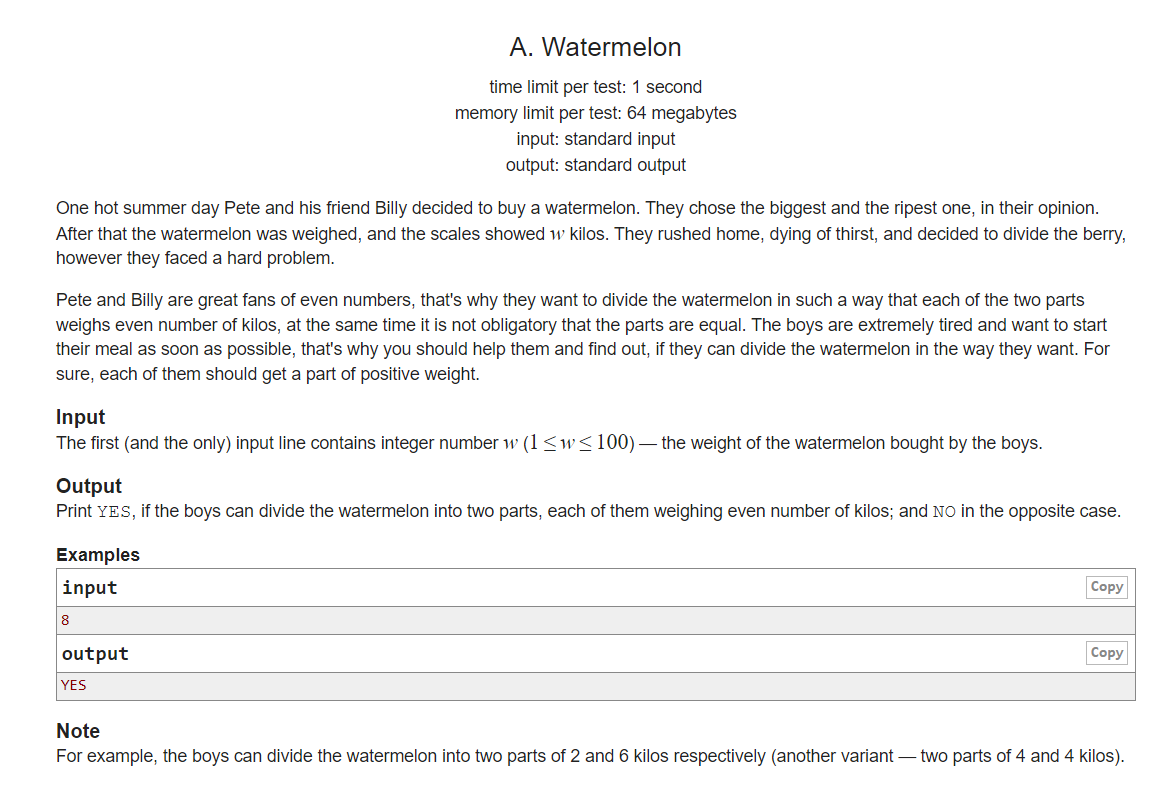 A. Watermelon
time limit per test: 1 second
memory limit per test: 64 megabytes
input: standard input
output: standard output
One hot summer day Pete and his friend Billy decided to buy a watermelon. They chose the biggest and the ripest one, in their opinion.
After that the watermelon was weighed, and the scales showed w kilos. They rushed home, dying of thirst, and decided to divide the berry,
however they faced a hard problem.
Pete and Billy are great fans of even numbers, that's why they want to divide the watermelon in such a way that each of the two parts
weighs even number of kilos, at the same time it is not obligatory that the parts are equal. The boys are extremely tired and want to start
their meal as soon as possible, that's why you should help them and find out, if they can divide the watermelon in the way they want. For
sure, each of them should get a part of positive weight.
Input
The first (and the only) input line contains integer number w (1 ≤ w ≤ 100) — the weight of the watermelon bought by the boys.
Output
Print YES, if the boys can divide the watermelon into two parts, each of them weighing even number of kilos; and NO in the opposite case.
Examples
input Copy
8
output Copy
YES
Note
For example, the boys can divide the watermelon into two parts of 2 and 6 kilos respectively (another variant — two parts of 4 and 4 kilos).